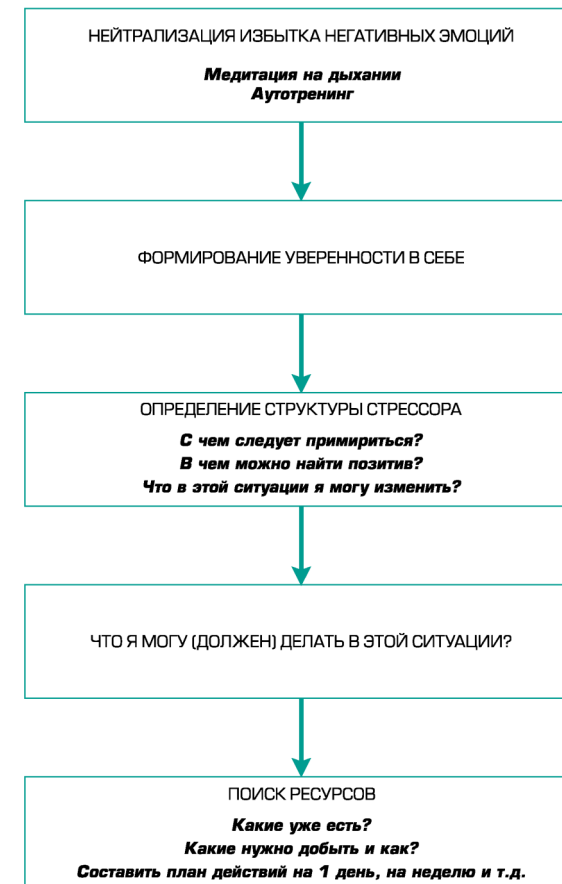 НЕЙТРАЛИЗАЦИЯ ИЗБЫТКА НЕГАТИВНЫХ ЭМОЦИЙ
Медитация на дыхании
Аутотренинг
ФОРМИРОВАНИЕ УВЕРЕННОСТИ В СЕБЕ
ОПРЕДЕЛЕНИЕ СТРУКТУРЫ СТРЕССОРА
С чем следует примириться?
В чем можно найти позитив?
Что в этой ситуации я могу изменить?
ЧТО Я МОГУ (ДОЛЖЕН) ДЕЛАТЬ В ЭТОЙ СИТУАЦИИ?
ПОИСК РЕСУРСОВ
Какие уже есть?
Какие нужно добыть и как?
Составить план действий на 1 день, на неделю и т.д.